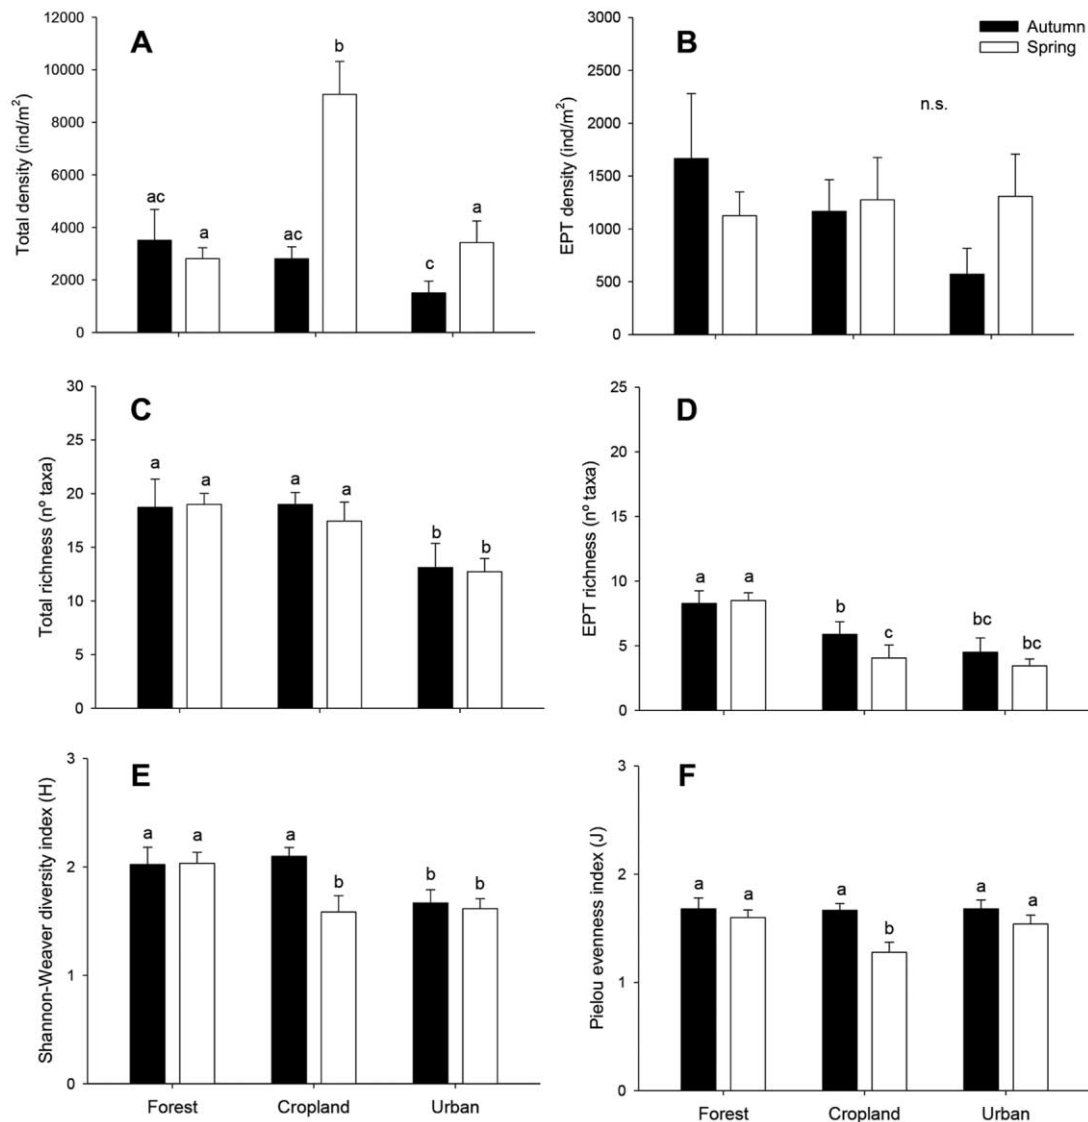 A
Total density (ind/m²)
12000
10000
8000
6000
4000
2000
0
ac
a
ac
b
c
a
B
EPT density (ind/m²)
3000
2500
2000
1500
1000
500
0
n.s.
Autumn
Spring
C
Total richness (nº taxa)
30
25
20
15
10
5
0
a
a
a
a
b
b
D
EPT richness (nº taxa)
25
20
15
10
5
0
a
a
b
c
bc
bc
E
Shannon-Weaver diversity index (H)
3
2
1
0
a
a
a
b
b
b
Forest
Cropland
Urban
F
Pielou evenness index (J)
3
2
1
0
a
a
a
b
a
a
Forest
Cropland
Urban